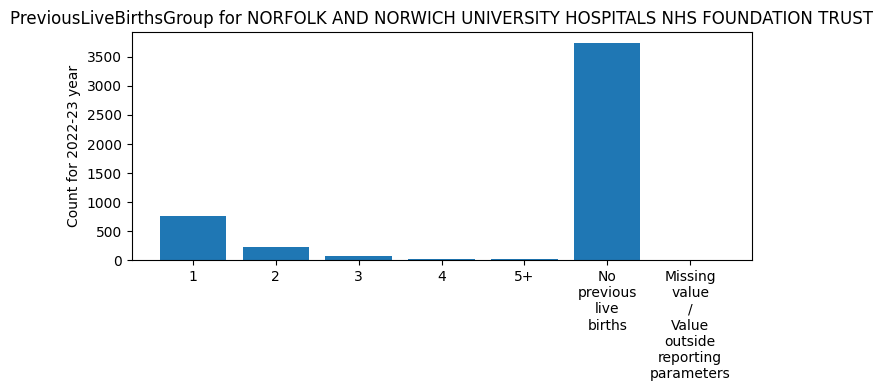 PreviousLiveBirthsGroup for NORFOLK AND NORWICH UNIVERSITY HOSPITALS NHS FOUNDATION TRUST
Count for 2022-23 year
3500
3000
2500
2000
1500
1000
500
0
1
2
3
4
5+
No
previous
live
births
Missing
value
/
Value
outside
reporting
parameters